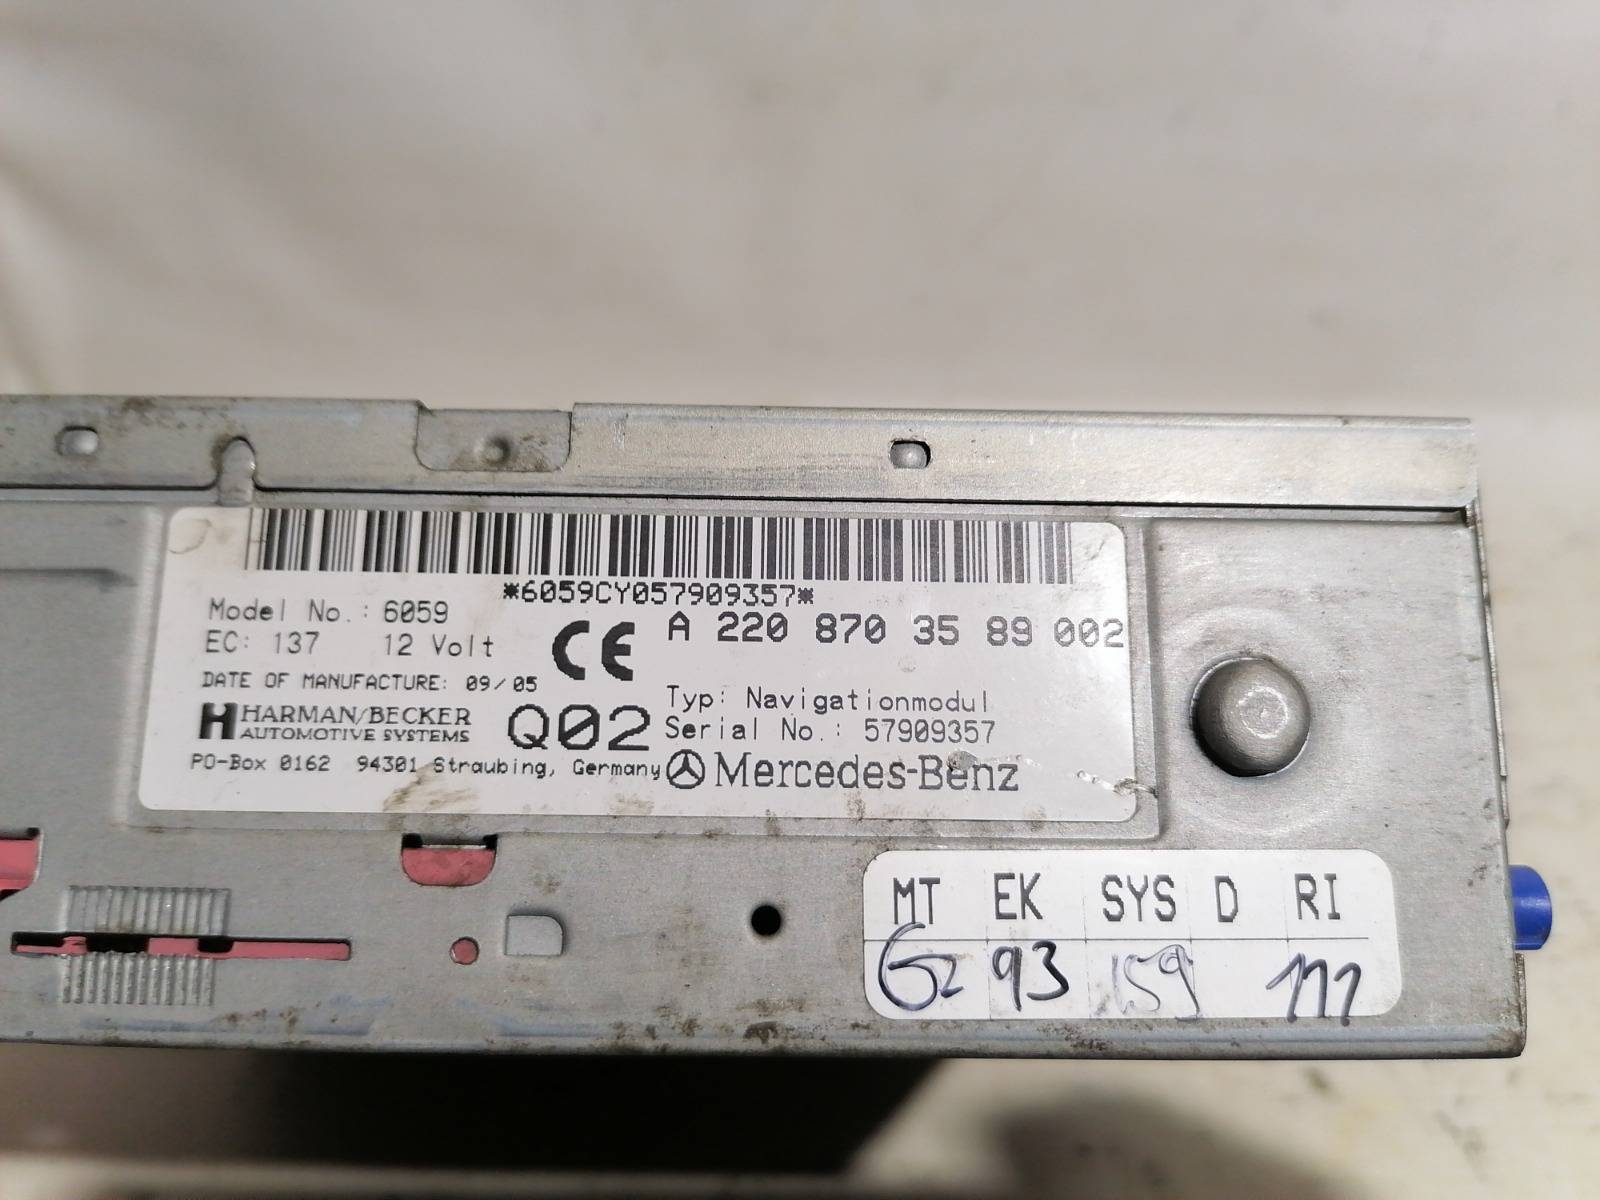 *6059CY057909357*
Model No.: 6059
A 220 870 35 89 002
EC: 137 12 Volt
CE
DATE OF MANUFACTURE: 09/05
Typ: Navigationmodul
HARMAN/BECKER
AUTOMOTIVE SYSTEMS
Q02
Serial No.: 57909357
PO-Box 0162 94301 Straubing, Germany
Mercedes-Benz
MT EK SYS D RI
93 159 111